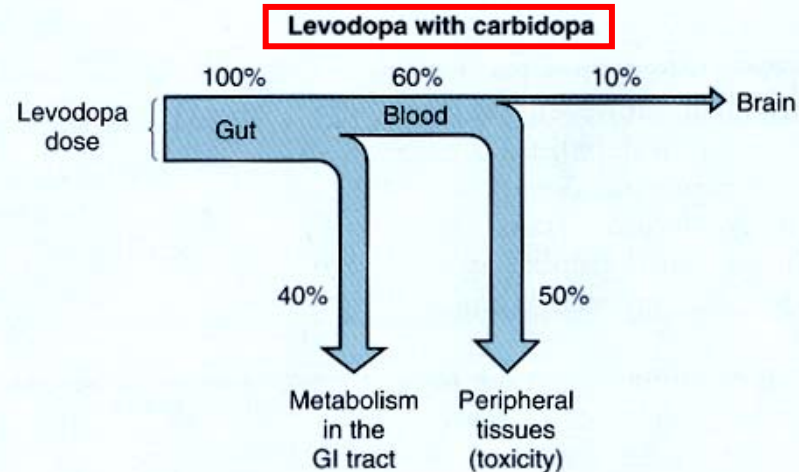 Levodopa with carbidopa
100% 60% 10%
Levodopa
dose
Gut
Blood
Brain
40%
50%
Metabolism
in the
GI tract
Peripheral
tissues
(toxicity)